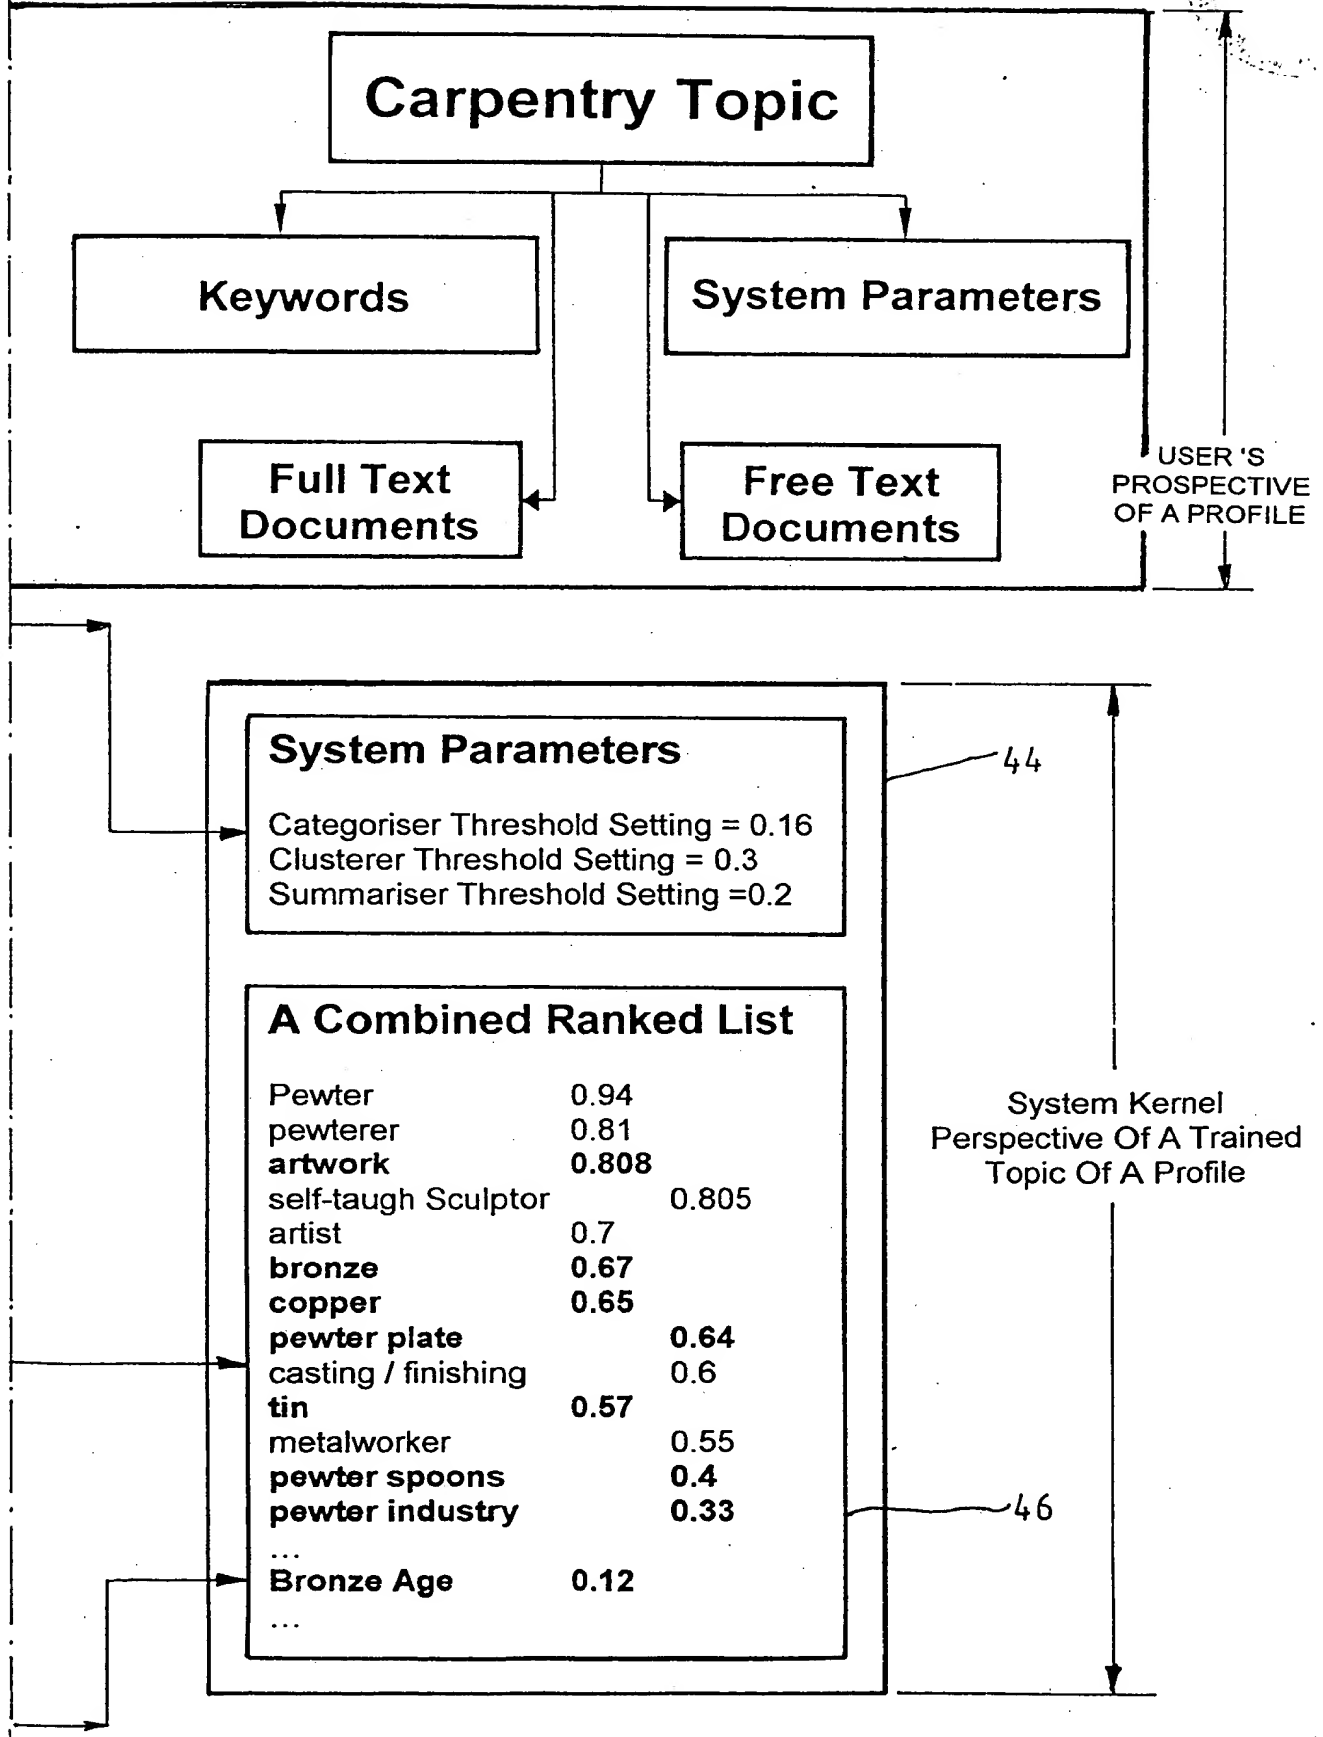 Carpentry Topic
Keywords
System Parameters
Full Text
Documents
Free Text
Documents
USER 'S
PROSPECTIVE
OF A PROFILE
System Parameters
44
Categoriser Threshold Setting = 0.16
Clusterer Threshold Setting = 0.3
Summariser Threshold Setting =0.2
A Combined Ranked List
Pewter 0.94
pewterer 0.81
artwork 0.808
self-taugh Sculptor 0.805
artist 0.7
bronze 0.67
copper 0.65
pewter plate 0.64
casting / finishing 0.6
tin 0.57
metalworker 0.55
pewter spoons 0.4
pewter industry 0.33
...
Bronze Age 0.12
...
System Kernel
Perspective Of A Trained
Topic Of A Profile
46